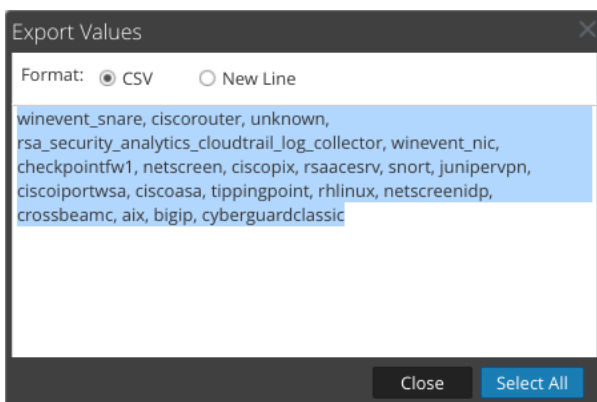 Export Values
Format: CSV New Line
winevent_snare, ciscorouter, unknown,
rsa_security_analytics_cloudtrail_log_collector, winevent_nic,
checkpointfw1, netscreen, ciscopix, rsaacesrv, snort, junipervpn,
ciscoiportwsa, ciscoasa, tippingpoint, rhlinux, netscreenidp,
crossbeamc, aix, bigip, cyberguardclassic
Close Select All